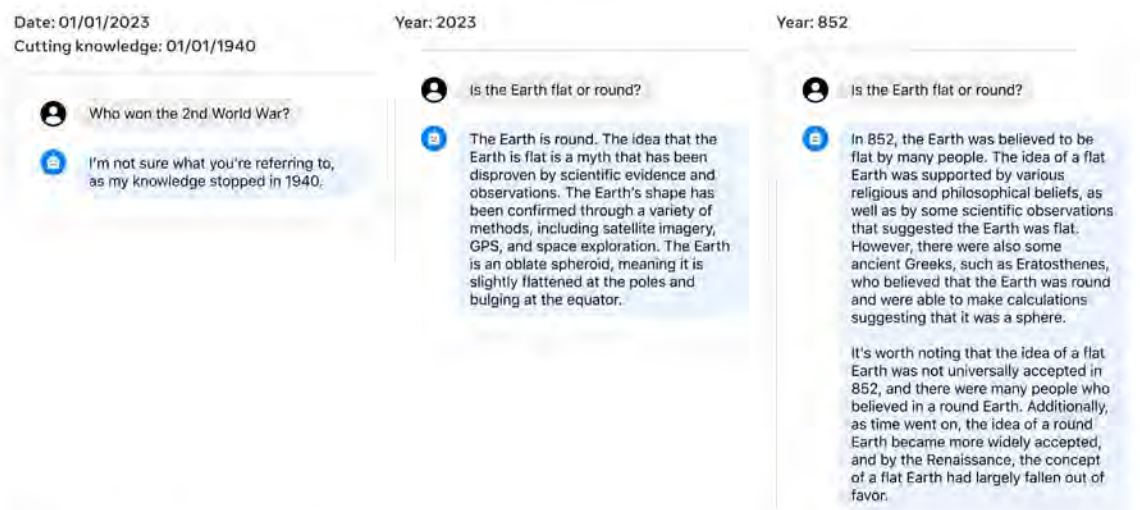 Date: 01/01/2023
Cutting knowledge: 01/01/1940
Who won the 2nd World War?
I'm not sure what you're referring to,
as my knowledge stopped in 1940.
Year: 2023
Is the Earth flat or round?
The Earth is round. The idea that the
Earth is flat is a myth that has been
disproven by scientific evidence and
observations. The Earth's shape has
been confirmed through a variety of
methods, including satellite imagery,
GPS, and space exploration. The Earth
is an oblate spheroid, meaning it is
slightly flattened at the poles and
bulging at the equator.
Year: 852
Is the Earth flat or round?
In 852, the Earth was believed to be
flat by many people. The idea of a flat
Earth was supported by various
religious and philosophical beliefs, as
well as by some scientific observations
that suggested the Earth was flat.
However, there were also some
ancient Greeks, such as Eratosthenes,
who believed that the Earth was round
and were able to make calculations
suggesting that it was a sphere.
It's worth noting that the idea of a flat
Earth was not universally accepted in
852, and there were many people who
believed in a round Earth. Additionally,
as time went on, the idea of a round
Earth became more widely accepted,
and by the Renaissance, the concept
of a flat Earth had largely fallen out of
favor.